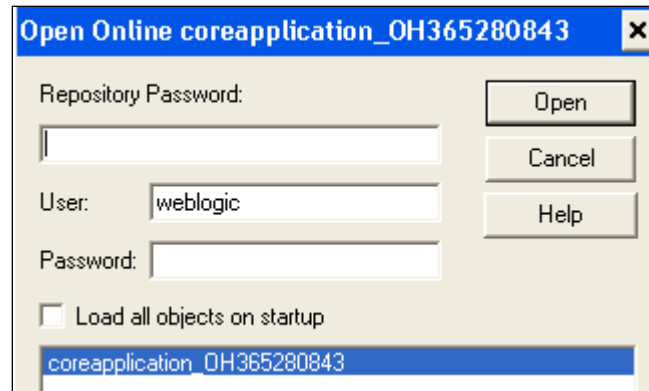 Open Online coreapplication_OH365280843
Repository Password:
Open
Cancel
User: weblogic
Help
Password:
Load all objects on startup
coreapplication_OH365280843